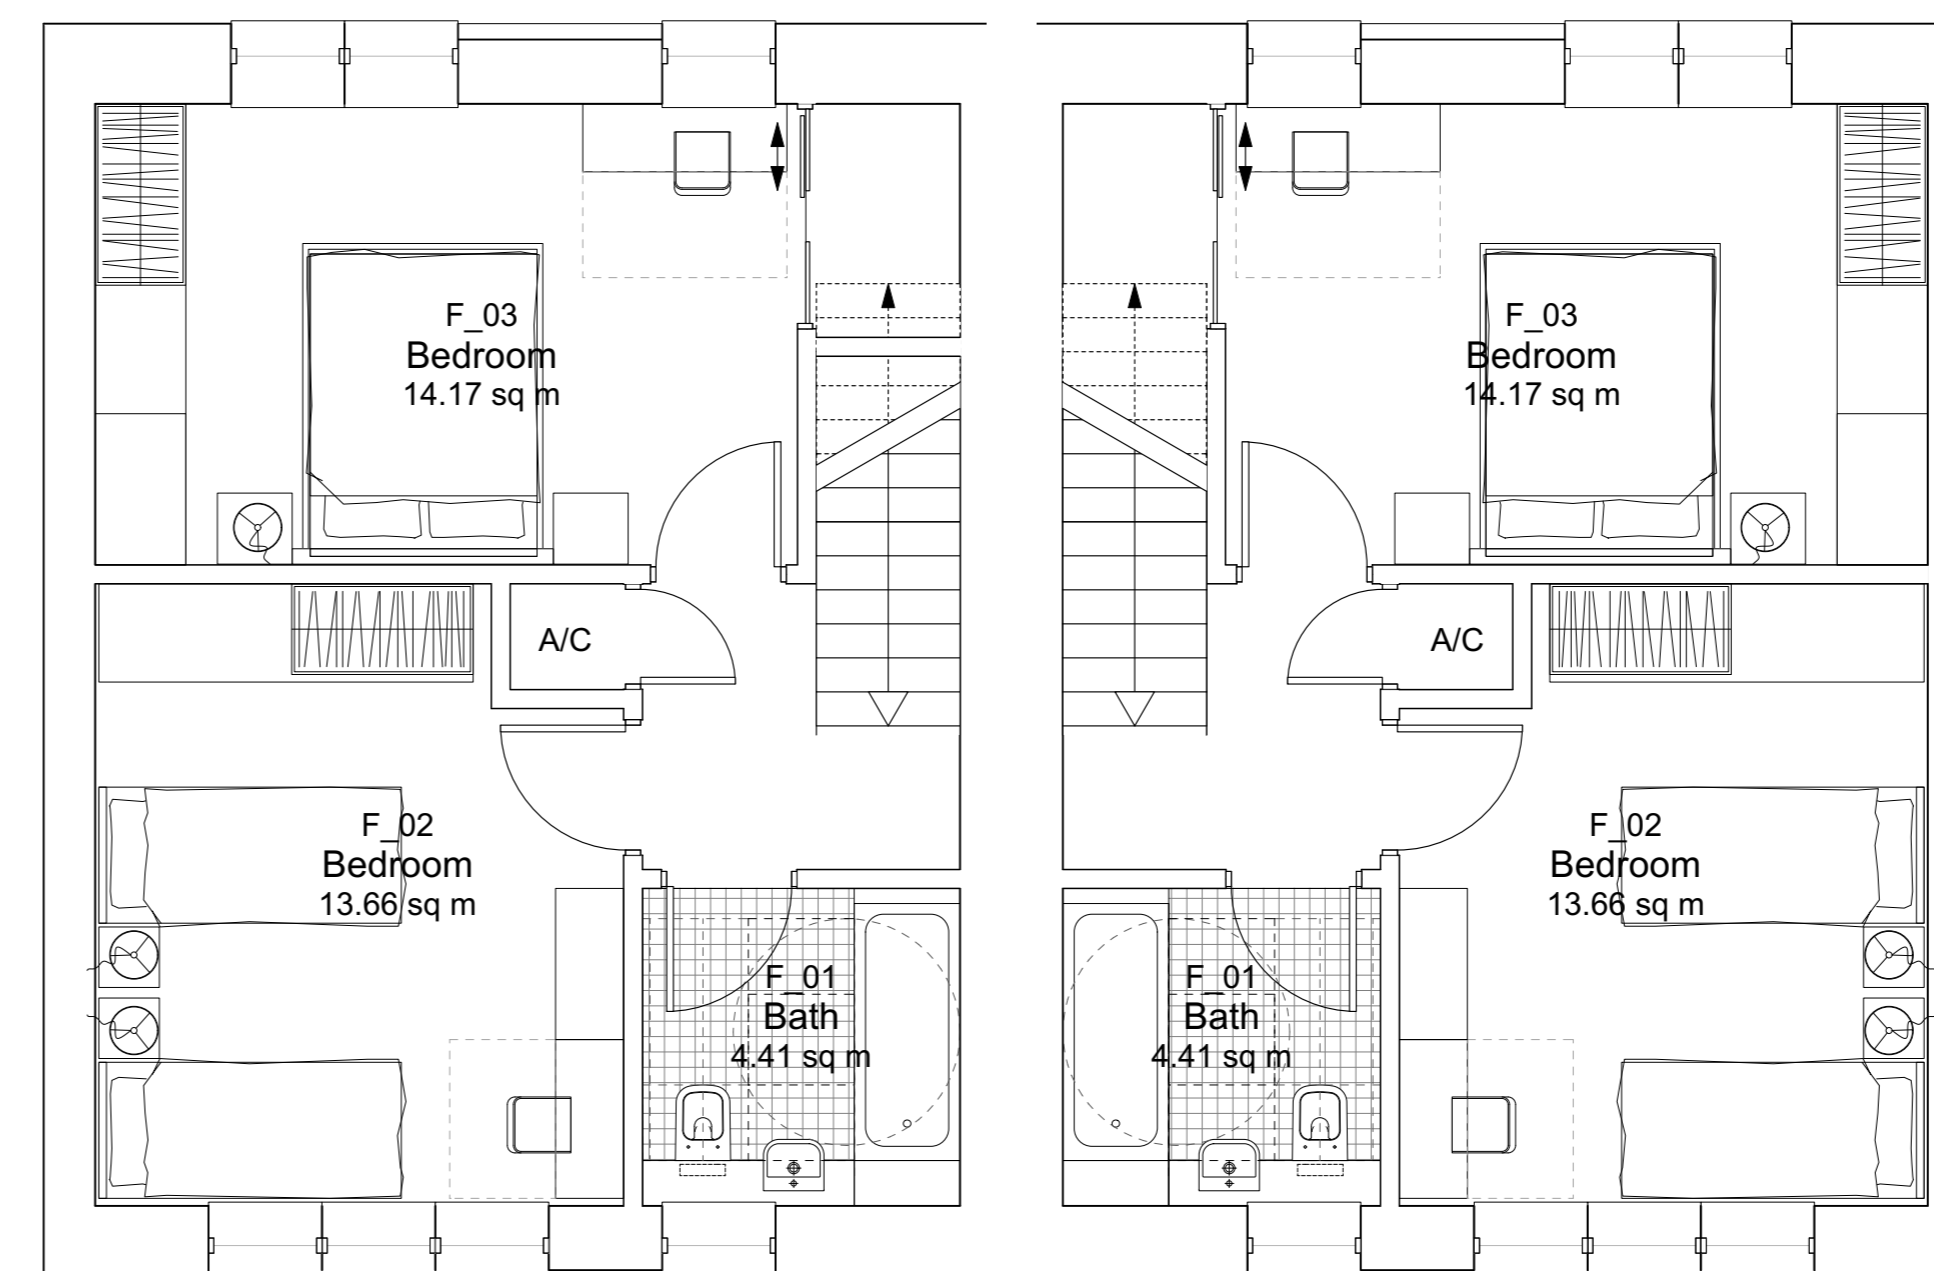 F_03
Bedroom
14.17 sq m
F_03
Bedroom
14.17 sq m
A/C
A/C
F_02
Bedroom
13.66 sq m
F_02
Bedroom
13.66 sq m
F_01
Bath
4.41 sq m
F_01
Bath
4.41 sq m